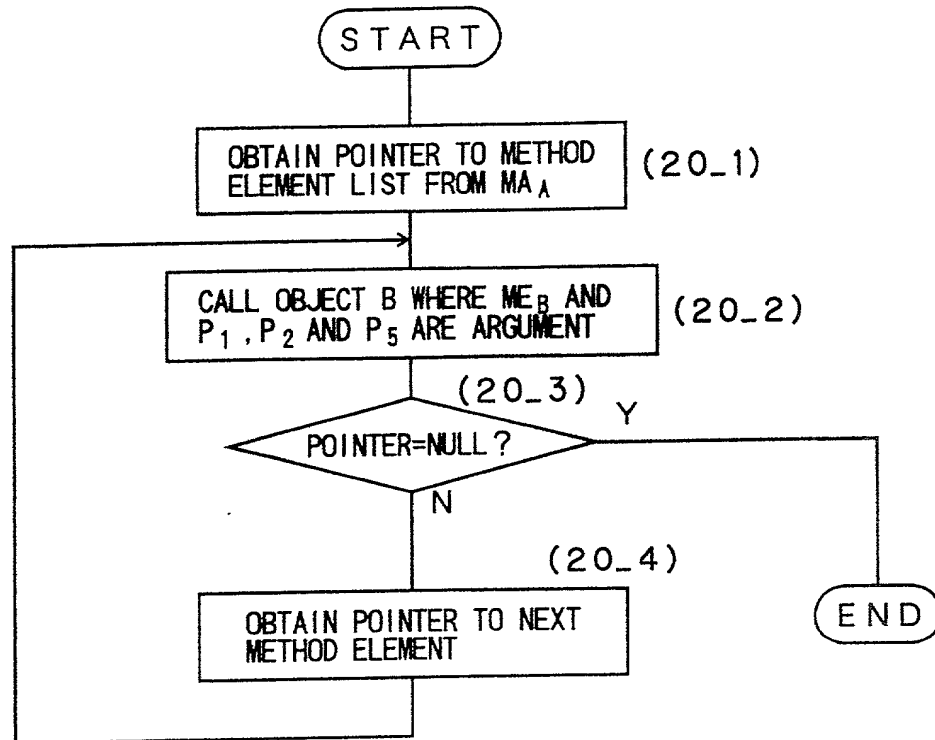 START
OBTAIN POINTER TO METHOD
ELEMENT LIST FROM MA_A
(20_1)
CALL OBJECT B WHERE ME_B AND
P_1, P_2 AND P_5 ARE ARGUMENT
(20_2)
(20_3)
POINTER=NULL?
Y
N
(20_4)
OBTAIN POINTER TO NEXT
METHOD ELEMENT
END